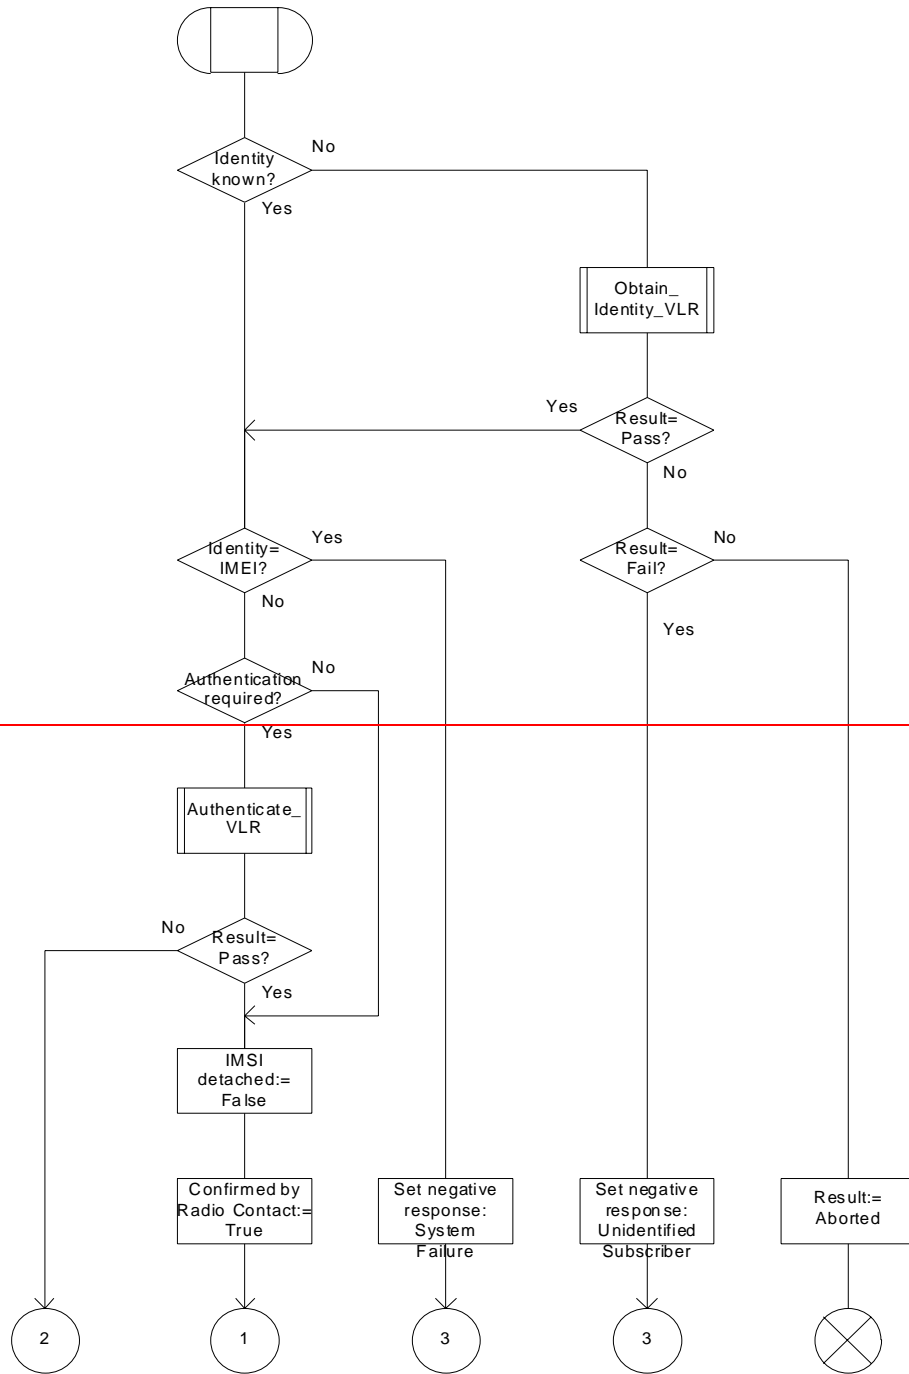 No
Identity
known?
Yes
Obtain_
Identity_VLR
Yes
Result=
Pass?
No
Identity=
IMEI?
Yes
No
Result=
Fail?
No
Yes
Authentication
required?
No
Yes
Authenticate_
VLR
No
Result=
Pass?
Yes
IMSI
detached:=
False
Confirmed by
Radio Contact:=
True
Set negative
response:
System
Failure
Set negative
response:
Unidentified
Subscriber
Result:=
Aborted
2
1
3
3